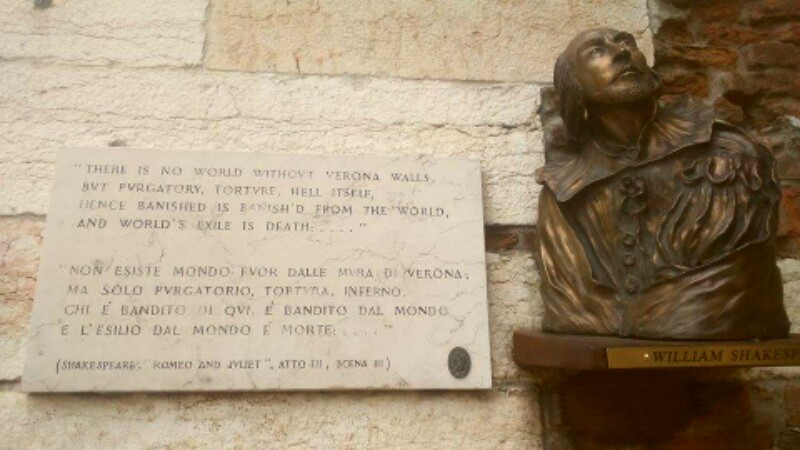 "THERE IS NO WORLD WITHOVT VERONA WALLS,
BVT PVRGATORY, TORTVRE, HELL ITSELF,
HENCE BANISHED IS BANISH'D FROM THE WORLD,
AND WORLD'S EXILE IS DEATH:....."
"NON ESISTE MONDO FVOR DALLE MVRA DI VERONA;
MA SOLO PVRGATORIO, TORTVRA, INFERNO.
CHI È BANDITO DI QVI, È BANDITO DAL MONDO
E L'ESILIO DAL MONDO È MORTE:....."
(SHAKESPEARE: "ROMEO AND JVLIET", ATTO III, SCENA III)
WILLIAM SHAKESP